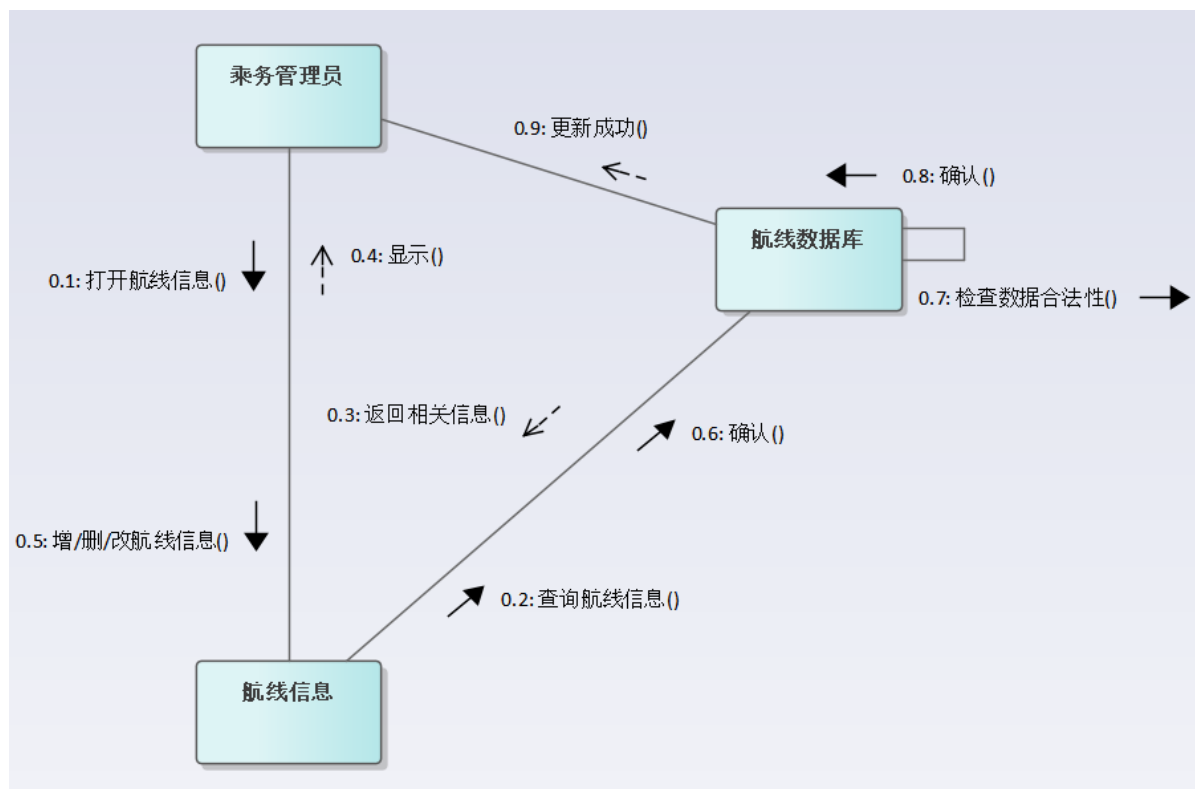 乘务管理员
0.9: 更新成功()
0.8: 确认()
航线数据库
0.4: 显示()
0.1: 打开航线信息()
0.7: 检查数据合法性()
0.3: 返回相关信息()
0.6: 确认()
0.5: 增/删/改航线信息()
0.2: 查询航线信息()
航线信息